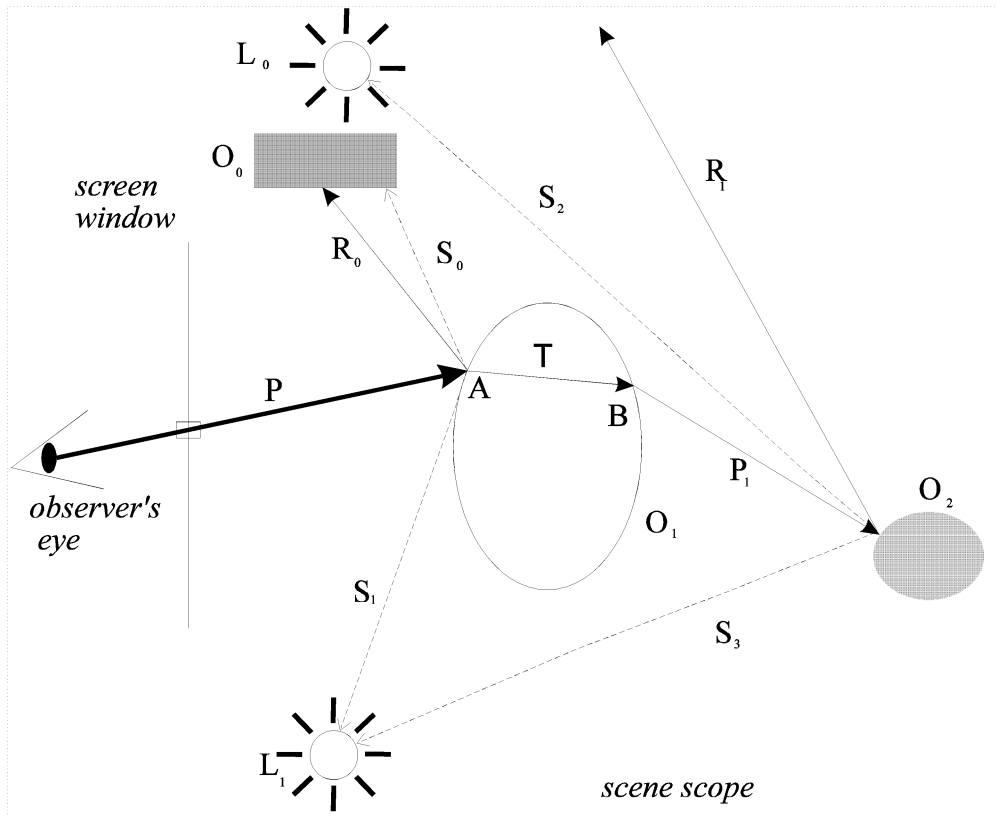 L₀
O₀
screen
window
R₁
S₂
R₀
S₀
T
P
A
B
P₁
O₂
observer's
eye
O₁
S₁
S₃
L₁
scene scope